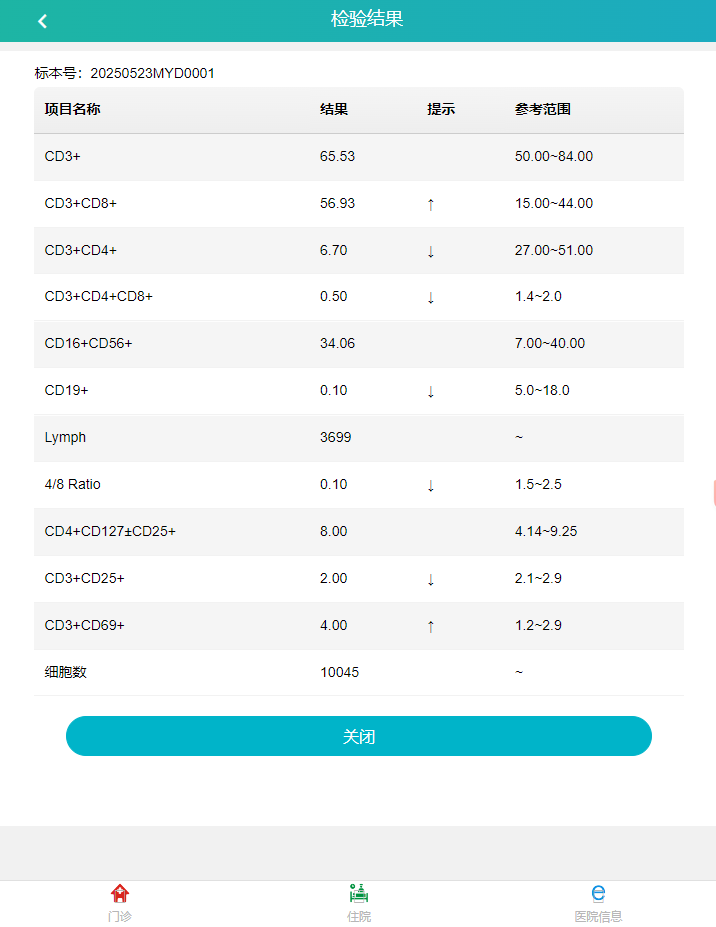 检验结果
标本号：20250523MYD0001
项目名称 结果 提示 参考范围
CD3+ 65.53 50.00~84.00
CD3+CD8+ 56.93 ↑ 15.00~44.00
CD3+CD4+ 6.70 ↓ 27.00~51.00
CD3+CD4+CD8+ 0.50 ↓ 1.4~2.0
CD16+CD56+ 34.06 7.00~40.00
CD19+ 0.10 ↓ 5.0~18.0
Lymph 3699 ~
4/8 Ratio 0.10 ↓ 1.5~2.5
CD4+CD127±CD25+ 8.00 4.14~9.25
CD3+CD25+ 2.00 ↓ 2.1~2.9
CD3+CD69+ 4.00 ↑ 1.2~2.9
细胞数 10045 ~
关闭
门诊 住院 医院信息